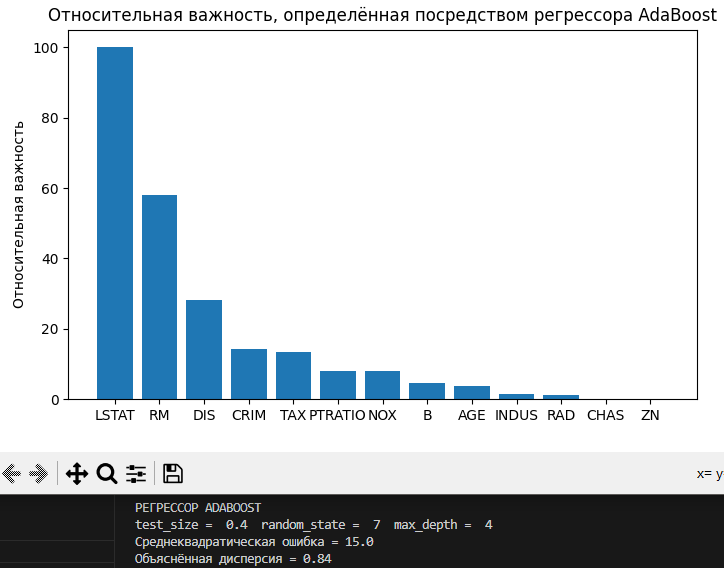 Относительная важность, определённая посредством регрессора AdaBoost
100
80
60
40
20
0
Относительная важность
LSTAT RM DIS CRIM TAX PTRATIO NOX B AGE INDUS RAD CHAS ZN
x= y
РЕГРЕССОР ADABOOST
test_size =  0.4  random_state =  7  max_depth =  4
Среднеквадратическая ошибка = 15.0
Объяснённая дисперсия = 0.84